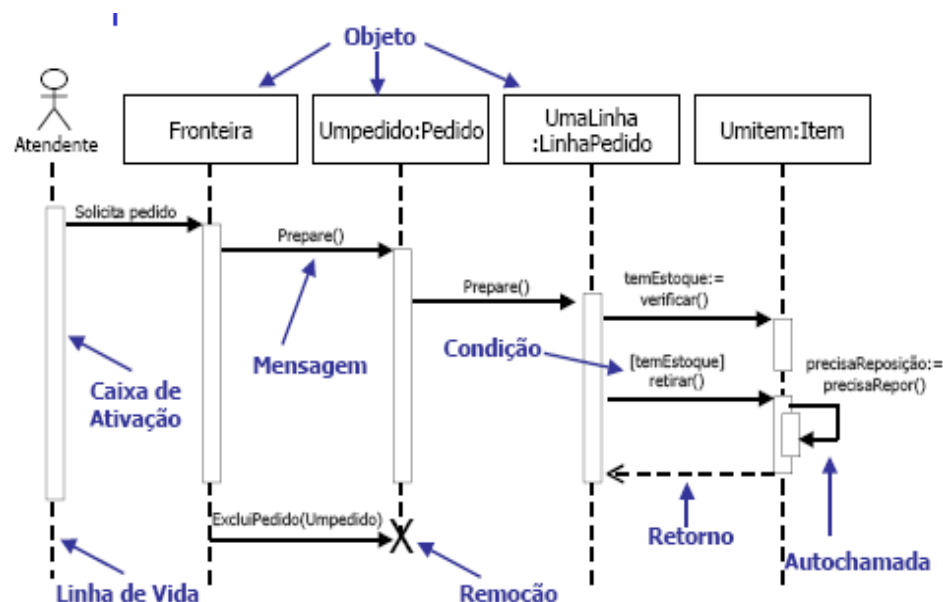 Objeto
Atendente
Fronteira
Umpedido:Pedido
UmaLinha
:LinhaPedido
Umitem:Item
Solicita pedido
Prepare()
Prepare()
temEstoque:=
verificar()
Mensagem
Condição
[temEstoque]
retirar()
precisaReposição:=
precisaRepor()
Caixa de
Ativação
ExcluiPedido(Umpedido)
Retorno
Autochamada
Linha de Vida
Remoção